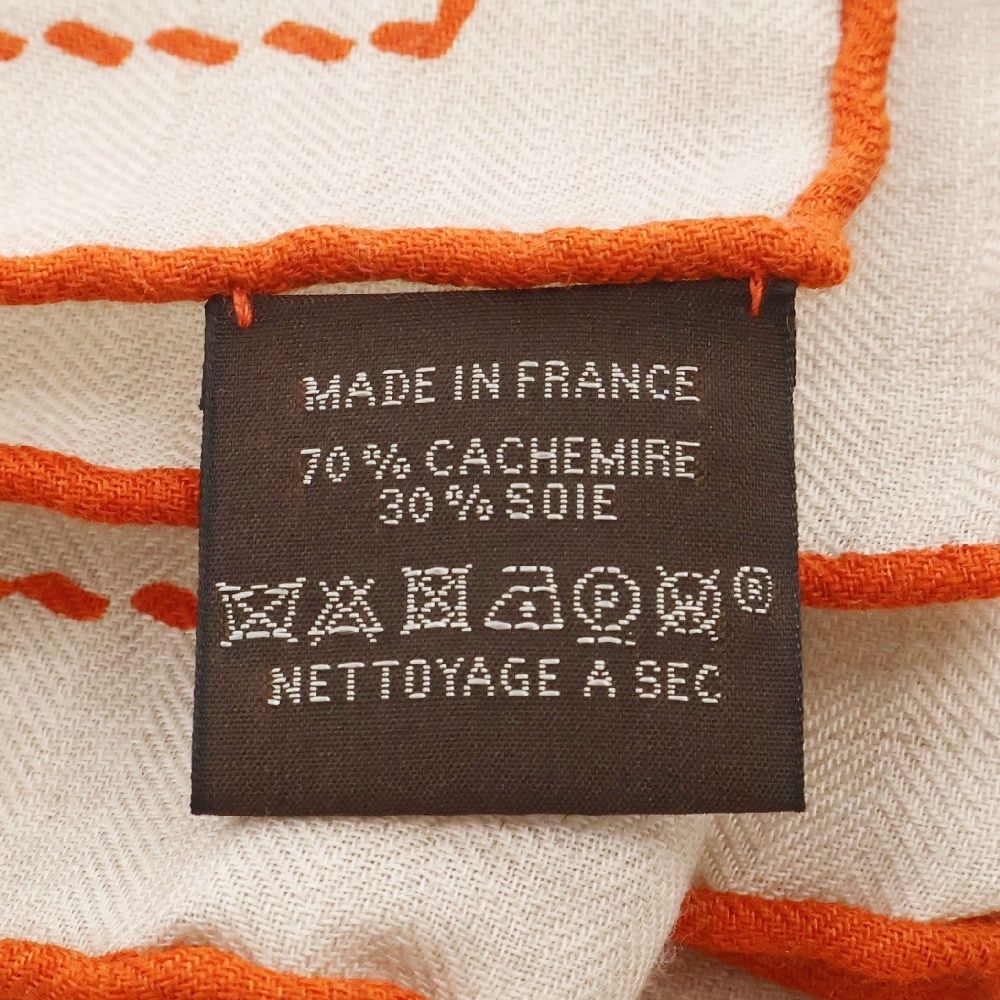 MADE IN FRANCE
70 % CACHEMIRE
30 % SOIE
P W ®
NETTOYAGE A SEC